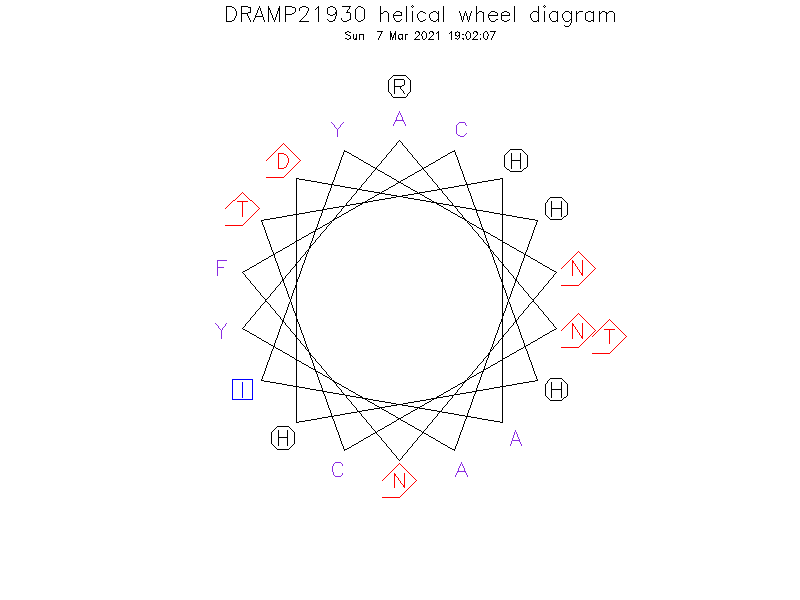 DRAMP21930 helical wheel diagram
Sun 7 Mar 2021 19:02:07
R
Y A C
D H
T H
F N
Y N T
I H
H A
C N A